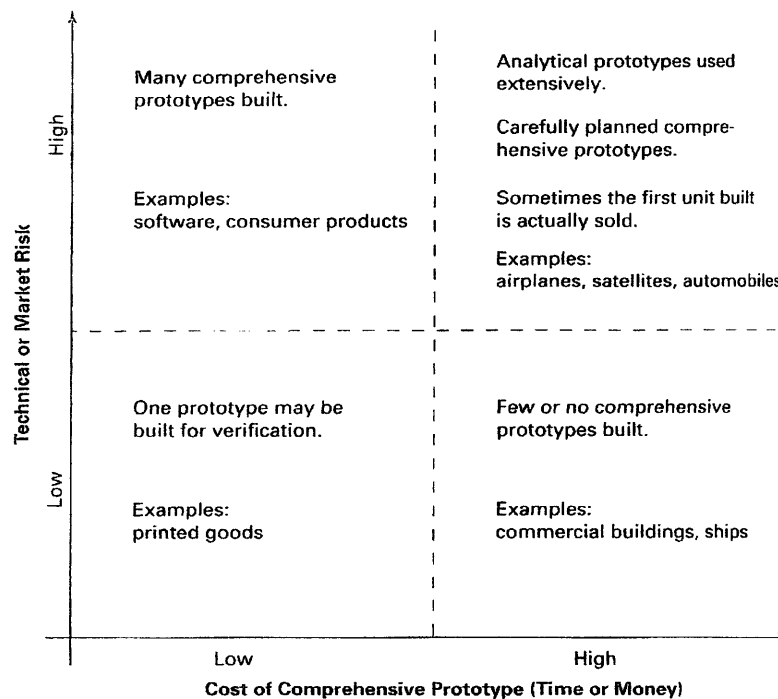 Technical or Market Risk
High
Low
Many comprehensive
prototypes built.
Examples:
software, consumer products
Analytical prototypes used
extensively.
Carefully planned compre-
hensive prototypes.
Sometimes the first unit built
is actually sold.
Examples:
airplanes, satellites, automobiles
One prototype may be
built for verification.
Examples:
printed goods
Few or no comprehensive
prototypes built.
Examples:
commercial buildings, ships
Low
High
Cost of Comprehensive Prototype (Time or Money)